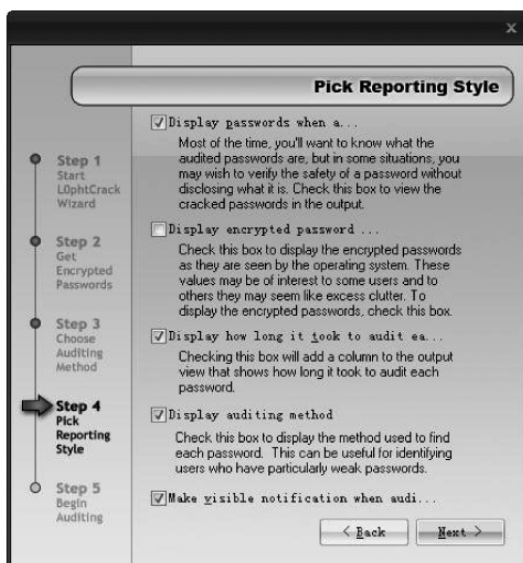 x
Pick Reporting Style
Display passwords when a...
Most of the time, you'll want to know what the
audited passwords are, but in some situations, you
may wish to verify the safety of a password without
disclosing what it is. Check this box to view the
cracked passwords in the output.
Display encrypted password ...
Check this box to display the encrypted passwords
as they are seen by the operating system. These
values may be of interest to some users and to
others they may seem like excess clutter. To
display the encrypted passwords, check this box.
Display how long it took to audit ea...
Checking this box will add a column to the output
view that shows how long it took to audit each
password.
Display auditing method
Check this box to display the method used to find
each password. This can be useful for identifying
users who have particularly weak passwords.
Make visible notification when audi...
Step 1
Start
L0phtCrack
Wizard
Step 2
Get
Encrypted
Passwords
Step 3
Choose
Auditing
Method
Step 4
Pick
Reporting
Style
Step 5
Begin
Auditing
< Back
Next >